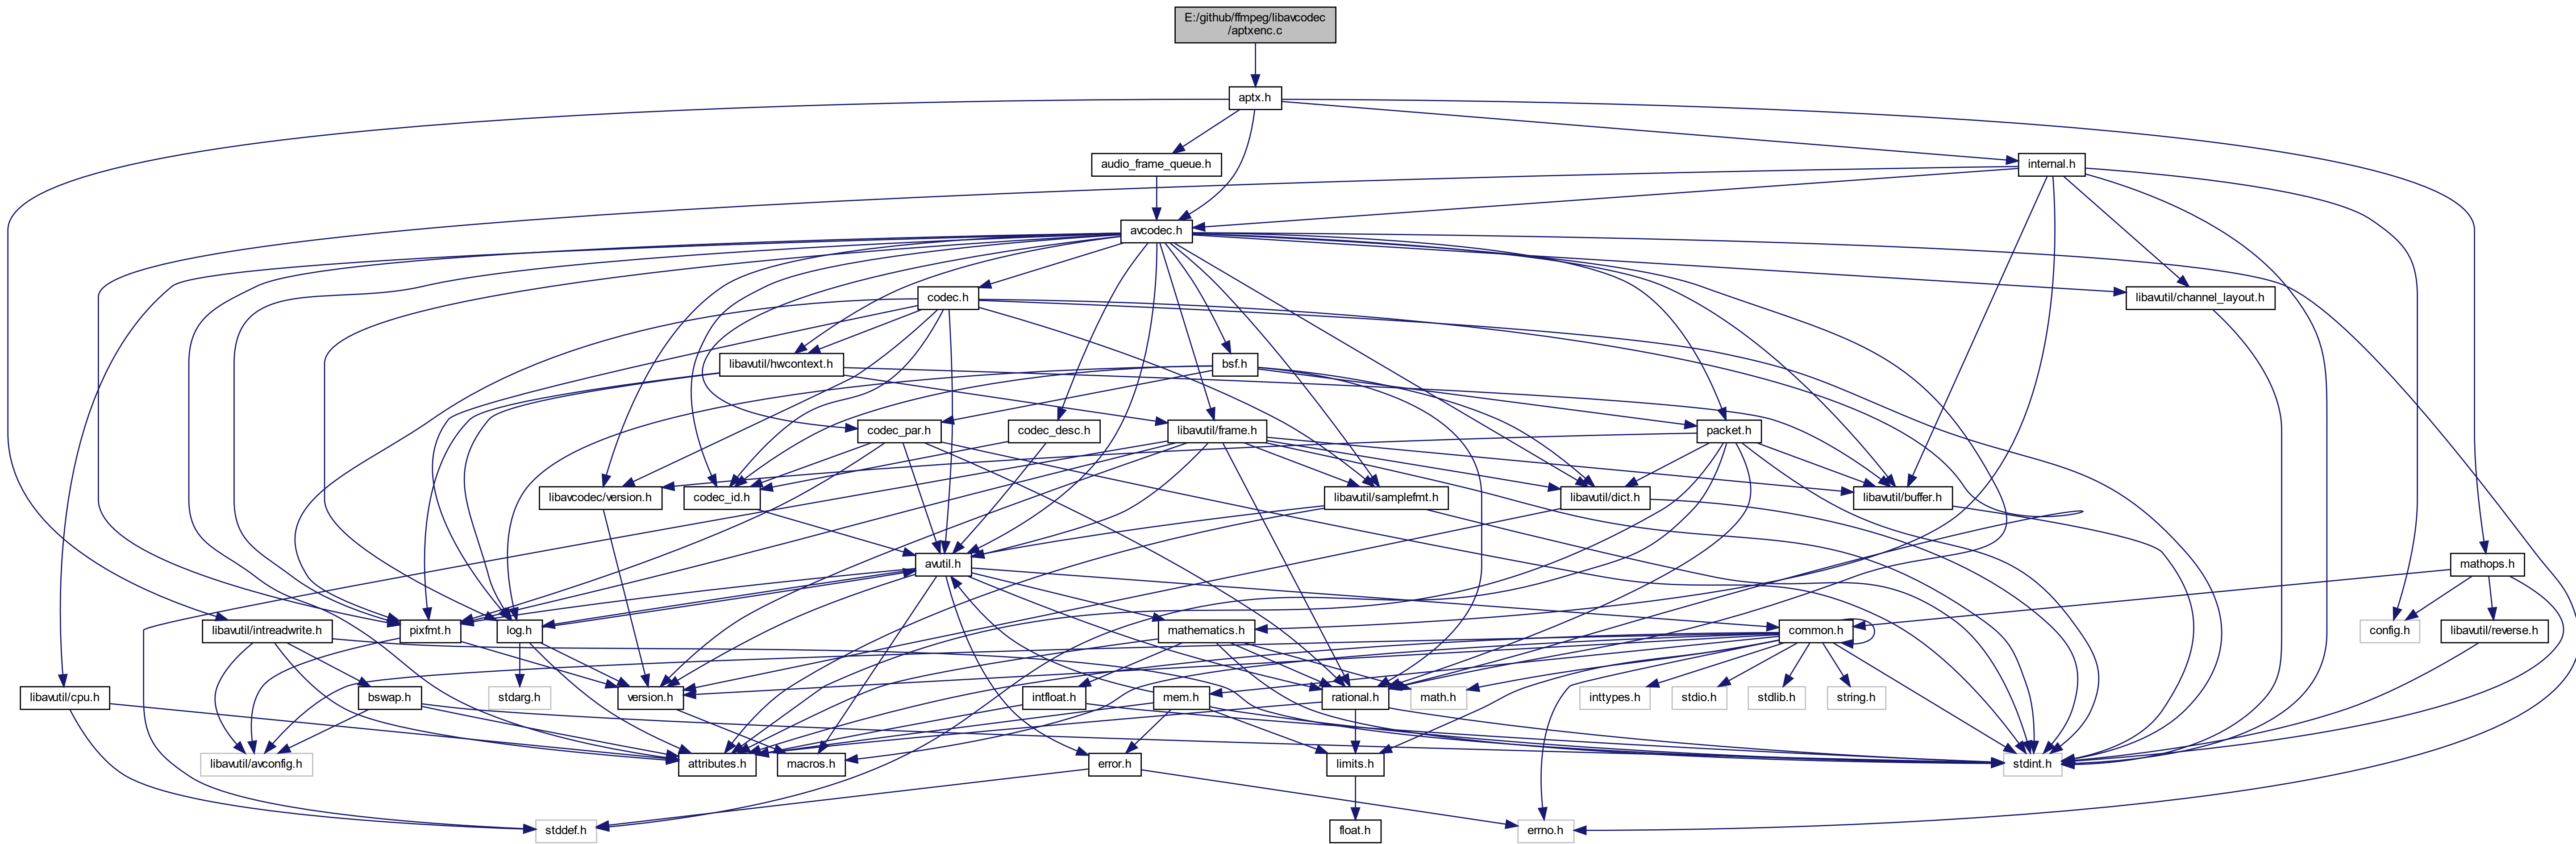 E:/github/ffmpeg/libavcodec
/aptxenc.c
aptx.h
audio_frame_queue.h
internal.h
avcodec.h
codec.h
libavutil/channel_layout.h
libavutil/hwcontext.h
bsf.h
codec_par.h
codec_desc.h
libavutil/frame.h
packet.h
libavcodec/version.h
codec_id.h
libavutil/samplefmt.h
libavutil/dict.h
libavutil/buffer.h
avutil.h
mathops.h
libavutil/intreadwrite.h
pixfmt.h
log.h
mathematics.h
common.h
config.h
libavutil/reverse.h
libavutil/cpu.h
bswap.h
stdarg.h
version.h
intfloat.h
mem.h
rational.h
math.h
inttypes.h
stdio.h
stdlib.h
string.h
libavutil/avconfig.h
attributes.h
macros.h
error.h
limits.h
stdint.h
stddef.h
float.h
errno.h